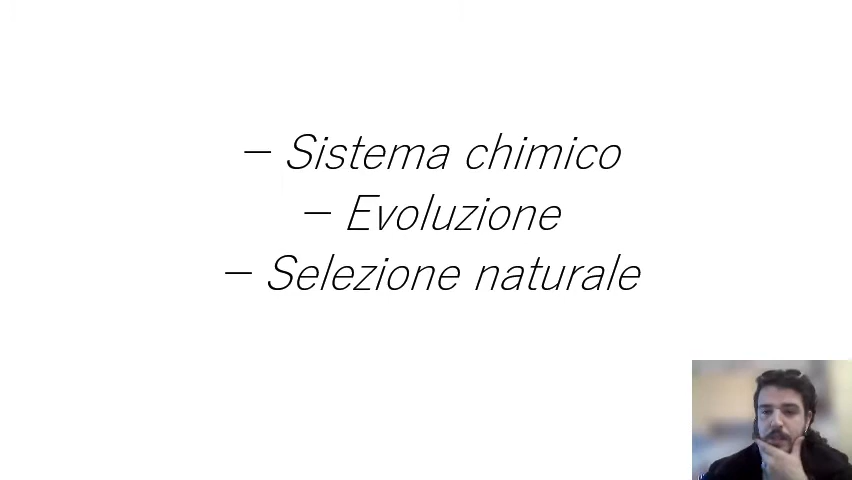 – Sistema chimico
– Evoluzione
– Selezione naturale